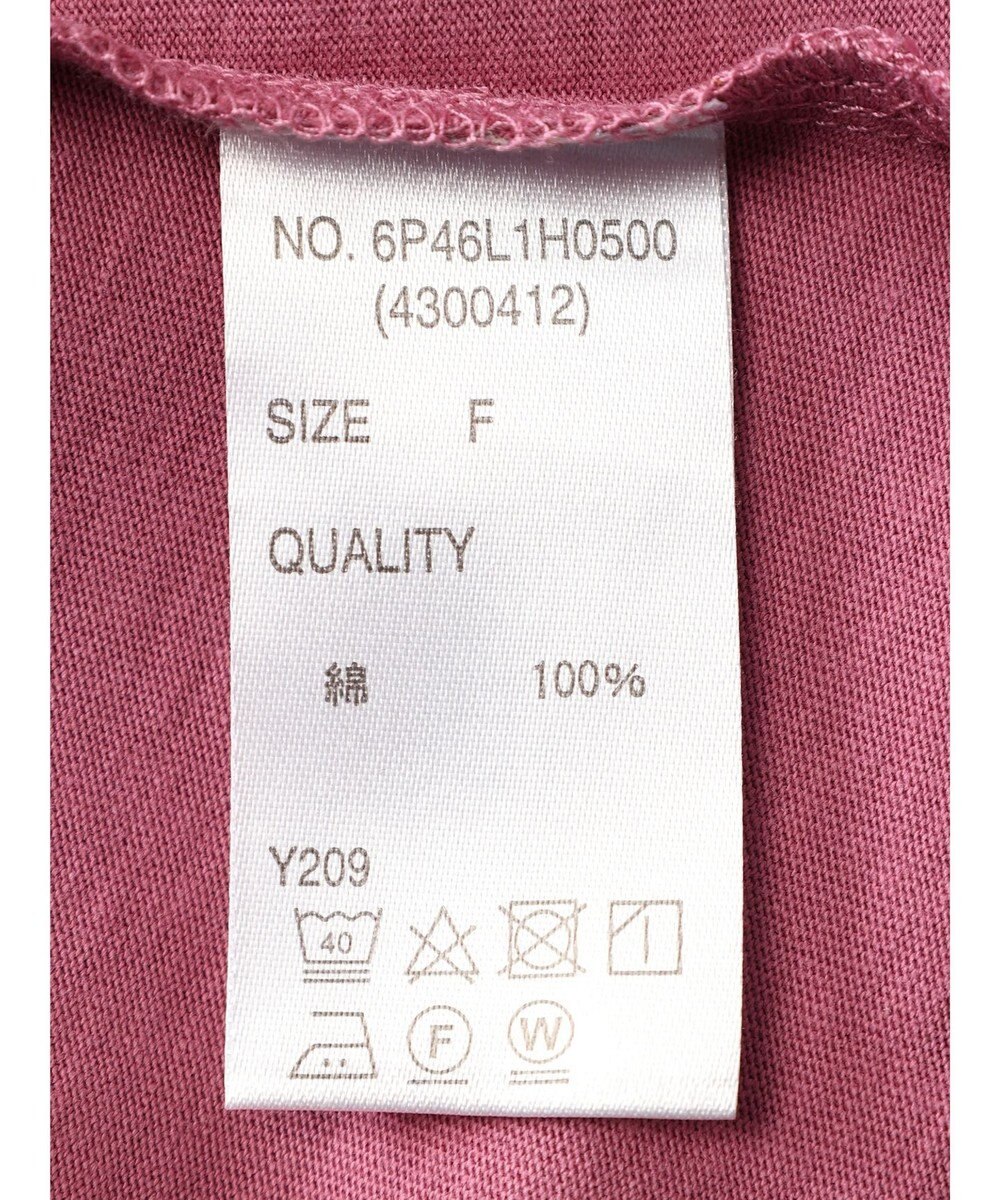 NO. 6P46L1H0500
(4300412)
SIZE F
QUALITY
綿 100%
Y209
40
F W